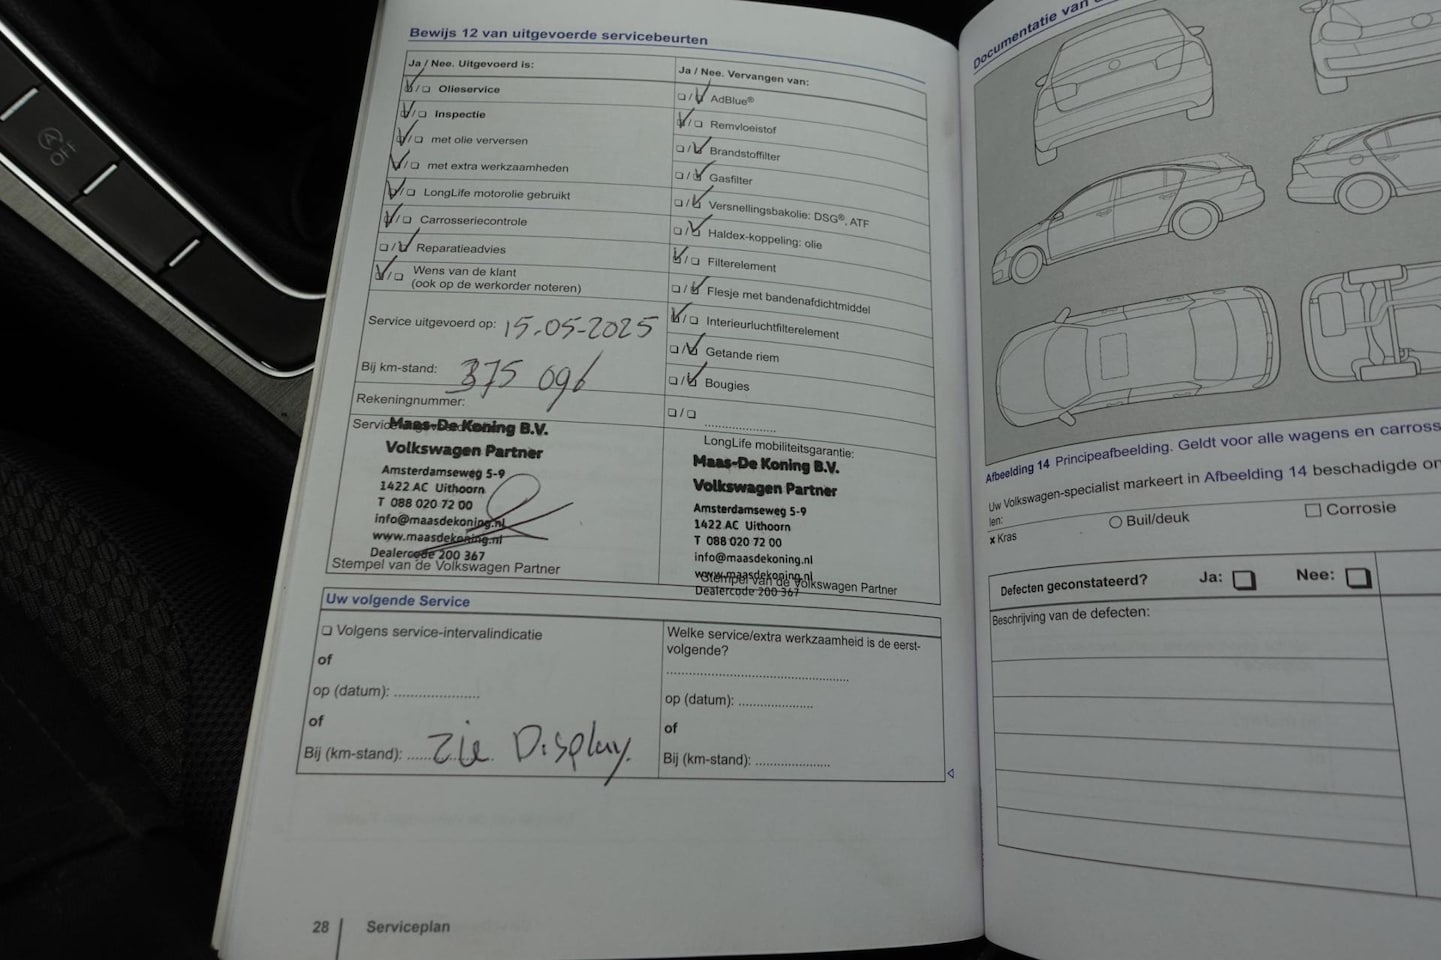 A
OFF
Bewijs 12 van uitgevoerde servicebeurten
Ja / Nee. Uitgevoerd is:
Olieservice
Inspectie
met olie verversen
met extra werkzaamheden
LongLife motorolie gebruikt
Carrosseriecontrole
Reparatieadvies
Wens van de klant
(ook op de werkorder noteren)
Service uitgevoerd op: 15-05-2025
Bij km-stand: 375 096
Rekeningnummer:
Maas-De Koning B.V.
Volkswagen Partner
Amsterdamseweg 5-9
1422 AC Uithoorn
T 088 020 72 00
info@maasdekoning.nl
www.maasdekoning.nl
Dealercode 200 367
Stempel van de Volkswagen Partner
Ja / Nee. Vervangen van:
AdBlue®
Remvloeistof
Brandstoffilter
Gasfilter
Versnellingsbakolie: DSG®, ATF
Haldex-koppeling: olie
Filterelement
Flesje met bandenafdichtmiddel
Interieurluchtfilterelement
Getande riem
Bougies
LongLife mobiliteitsgarantie:
Maas-De Koning B.V.
Volkswagen Partner
Amsterdamseweg 5-9
1422 AC Uithoorn
T 088 020 72 00
info@maasdekoning.nl
www.maasdekoning.nl
Stempel van de Volkswagen Partner
Dealercode 200 367
Uw volgende Service
Volgens service-intervalindicatie
of
op (datum): ....................
of
Bij (km-stand): ...... Zie Display.
Welke service/extra werkzaamheid is de eerst-
volgende?
op (datum): ..................
of
Bij (km-stand): ..................
28 Serviceplan
Documentatie van
Afbeelding 14 Principeafbeelding. Geldt voor alle wagens en carross
Uw Volkswagen-specialist markeert in Afbeelding 14 beschadigde on
len:
x Kras
Buil/deuk
Corrosie
Defecten geconstateerd? Ja: Nee:
Beschrijving van de defecten: